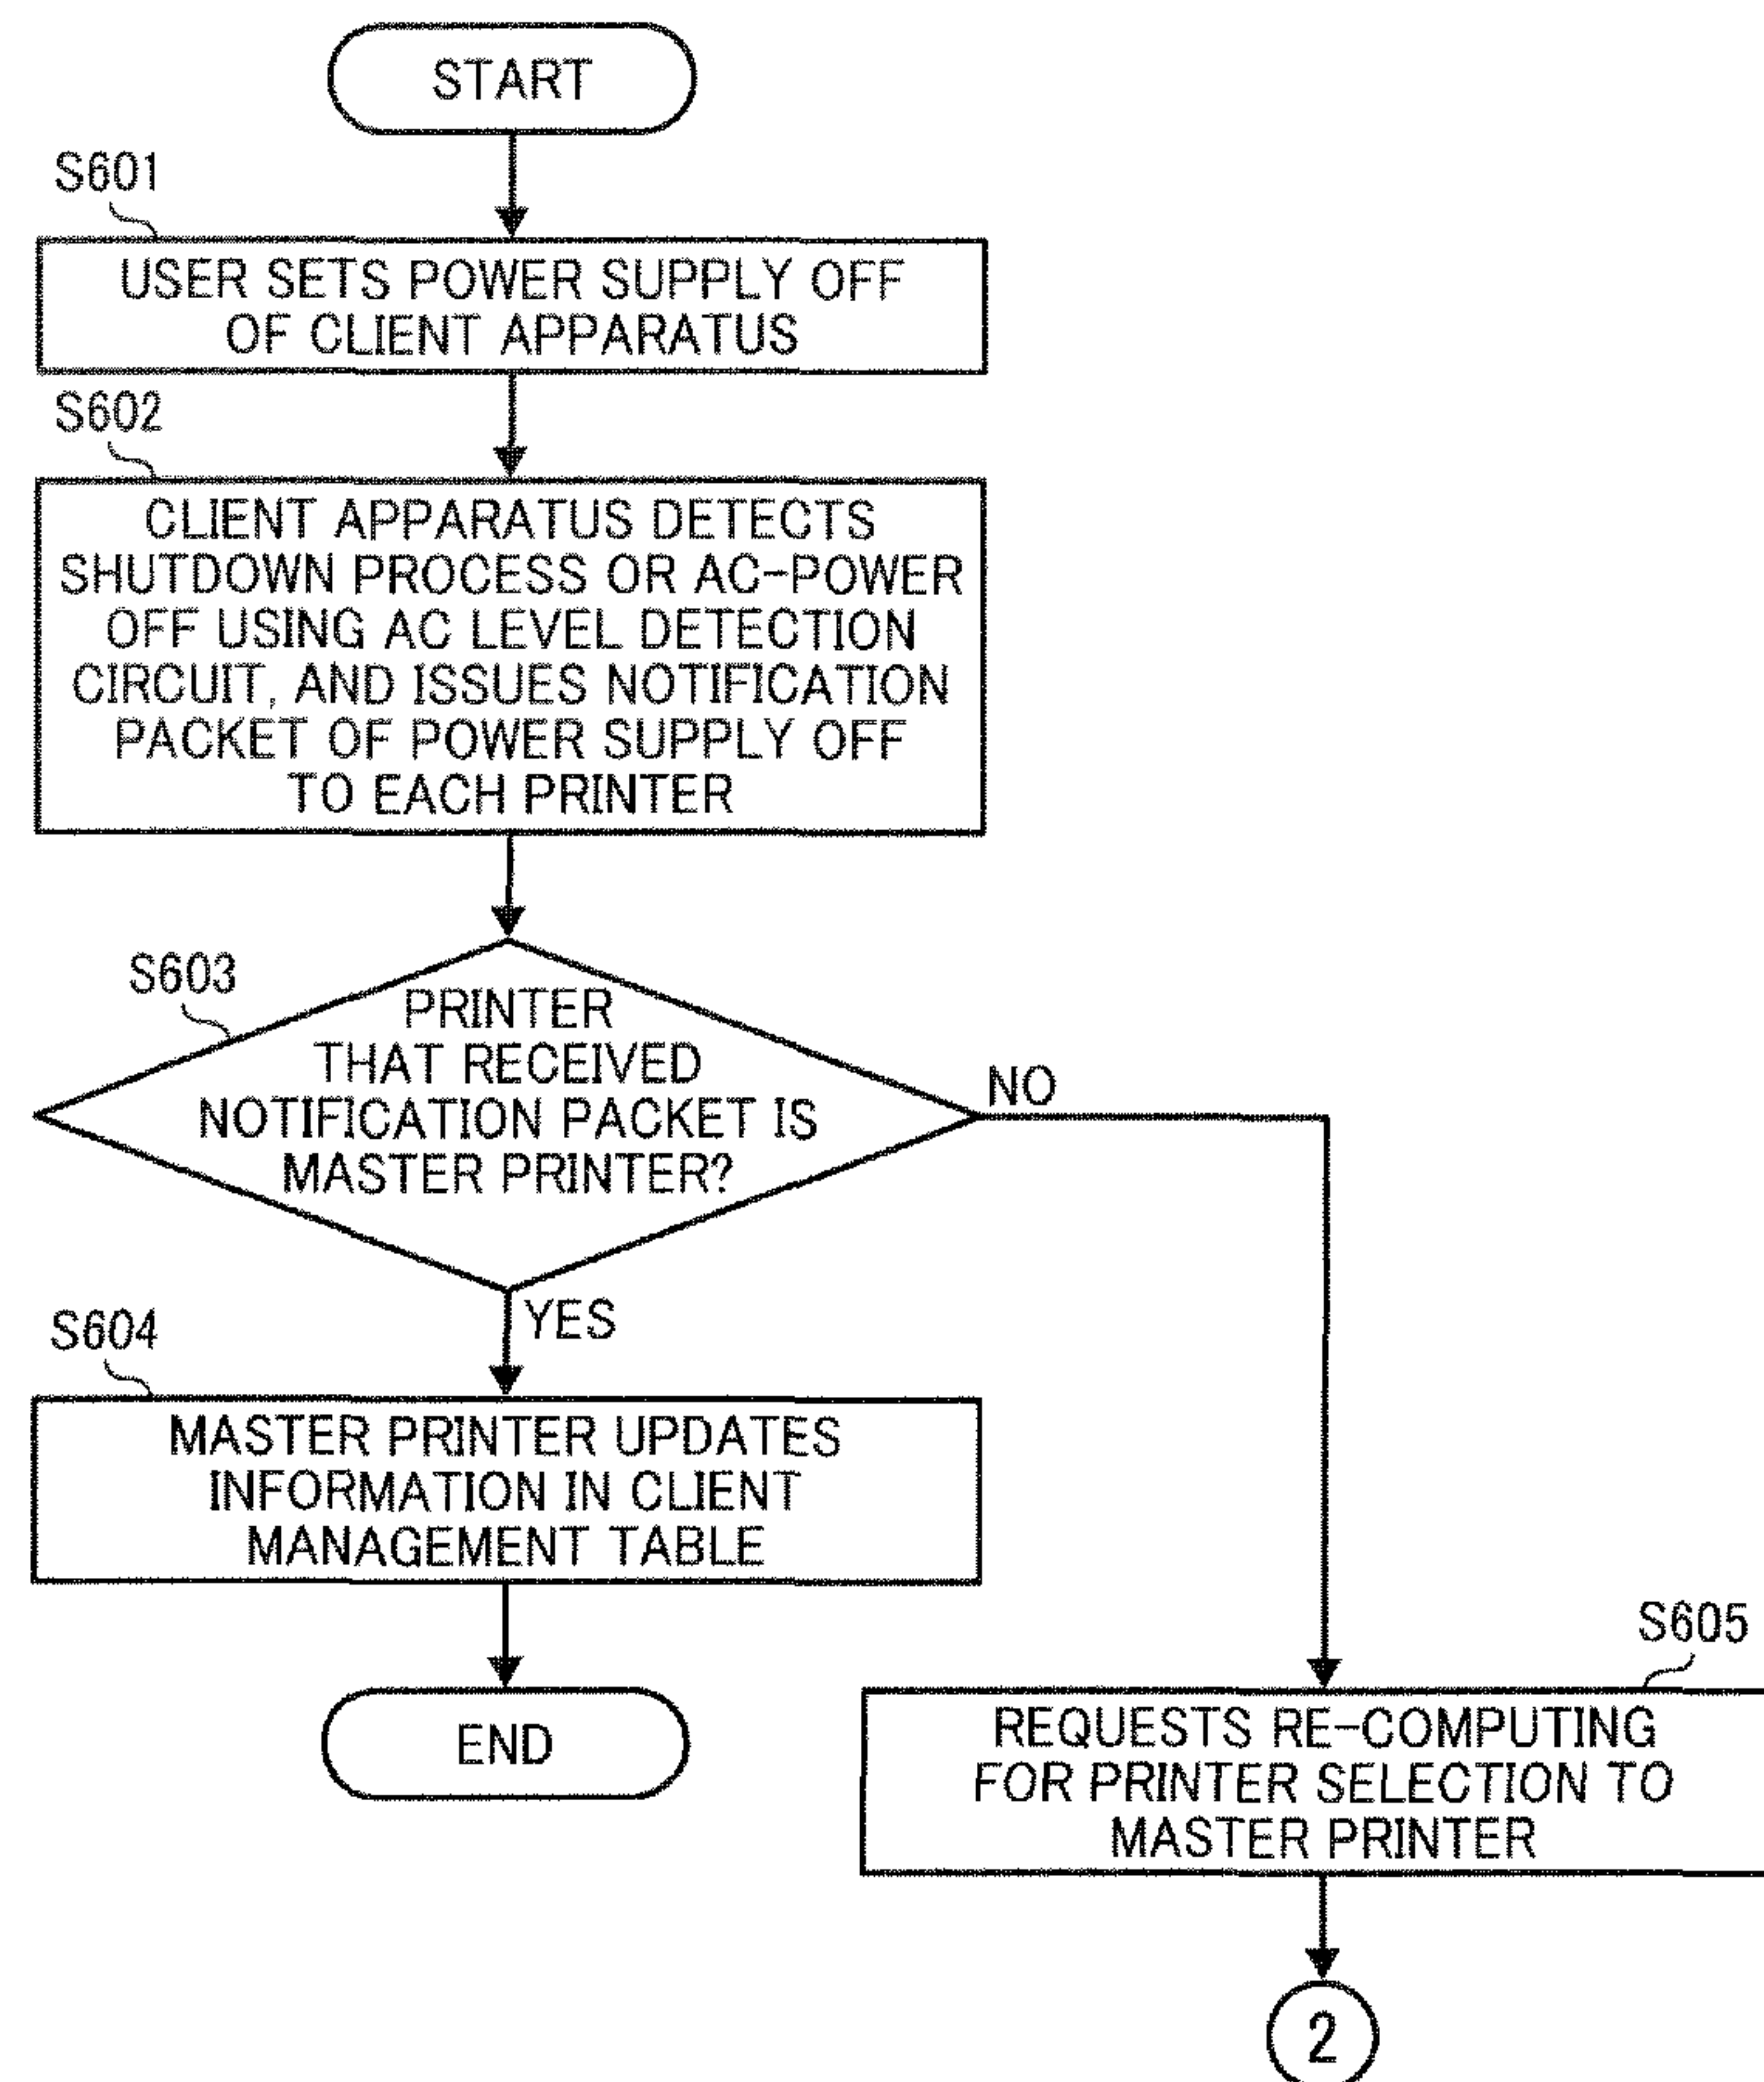 START
S601
USER SETS POWER SUPPLY OFF
OF CLIENT APPARATUS
S602
CLIENT APPARATUS DETECTS
SHUTDOWN PROCESS OR AC-POWER
OFF USING AC LEVEL DETECTION
CIRCUIT, AND ISSUES NOTIFICATION
PACKET OF POWER SUPPLY OFF
TO EACH PRINTER
S603
PRINTER
THAT RECEIVED
NOTIFICATION PACKET IS
MASTER PRINTER?
NO
YES
S604
MASTER PRINTER UPDATES
INFORMATION IN CLIENT
MANAGEMENT TABLE
END
S605
REQUESTS RE-COMPUTING
FOR PRINTER SELECTION TO
MASTER PRINTER
2